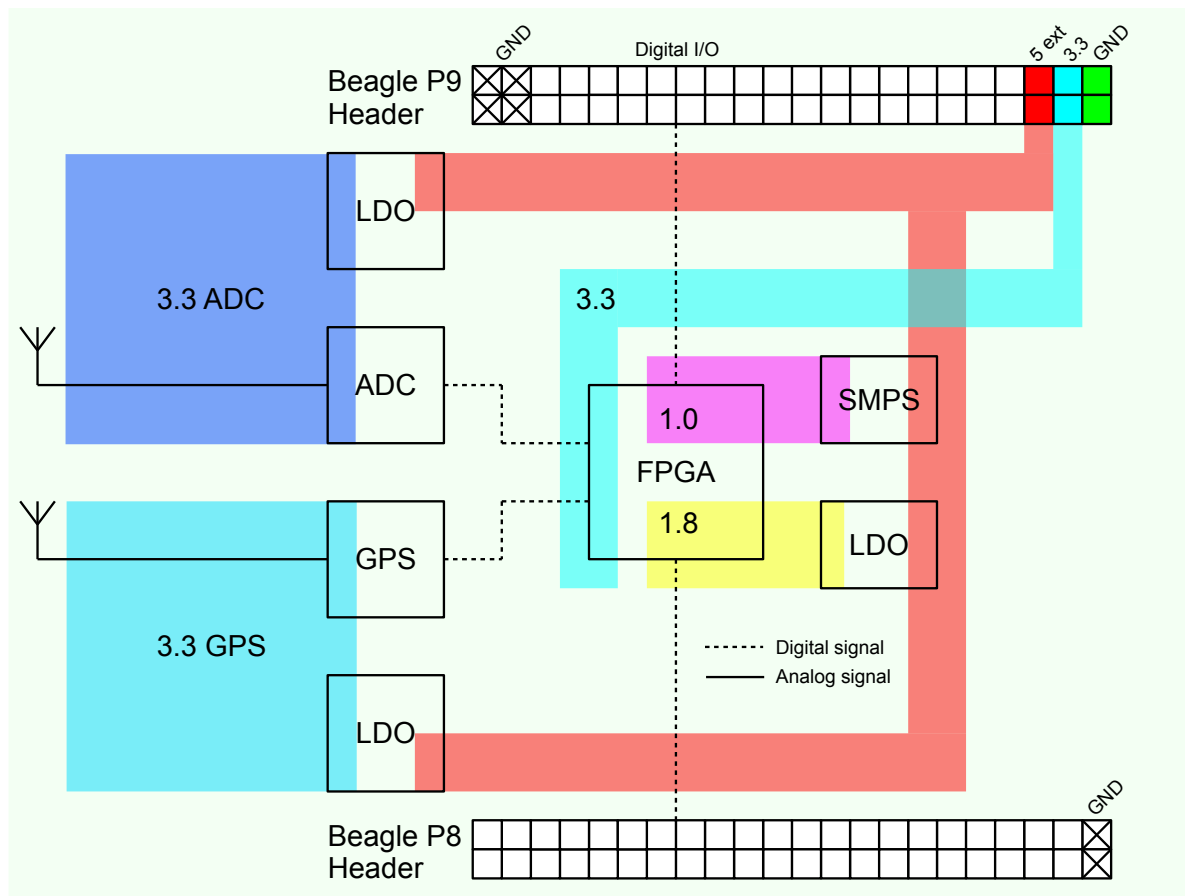 GND
Digital I/O
5 ext
3.3
GND
Beagle P9
Header
LDO
3.3 ADC
3.3
ADC
SMPS
1.0
FPGA
1.8
LDO
GPS
3.3 GPS
Digital signal
Analog signal
LDO
GND
Beagle P8
Header